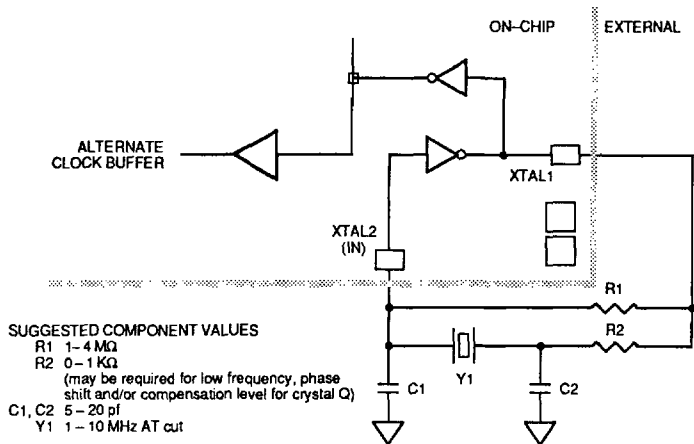 ON–CHIP
EXTERNAL
ALTERNATE
CLOCK BUFFER
XTAL1
XTAL2
(IN)
R1
R2
C1
Y1
C2
SUGGESTED COMPONENT VALUES
R1 1–4 MΩ
R2 0–1 KΩ
(may be required for low frequency, phase
shift and/or compensation level for crystal Q)
C1, C2 5–20 pf
Y1 1–10 MHz AT cut